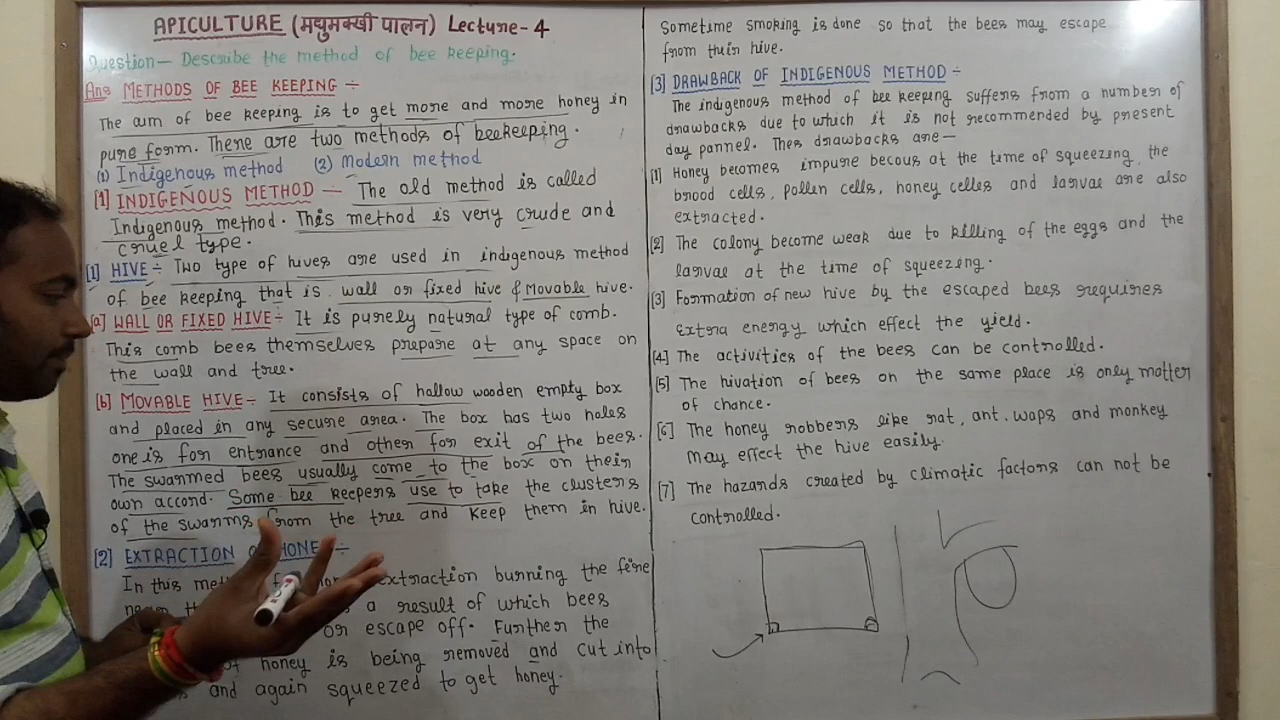 APICULTURE (मधुमक्खी पालन) Lecture-4
Question— Describe the method of bee keeping.
Ans METHODS OF BEE KEEPING ÷
The aim of bee keeping is to get more and more honey in
pure form. There are two methods of beekeeping.
(1) Indigenous method (2) Modern method
[1] INDIGENOUS METHOD — The old method is called
Indigenous method. This method is very crude and
cruel type.
[1] HIVE ÷ Two type of hives are used in indigenous method
of bee keeping that is wall or fixed hive & Movable hive.
[a] WALL OR FIXED HIVE ÷ It is purely natural type of comb.
This comb bees themselves prepare at any space on
the wall and tree.
[b] MOVABLE HIVE ÷ It consists of hallow wooden empty box
and placed in any secure area. The box has two holes
one is for entrance and other for exit of the bees.
The swarmed bees usually come to the box on their
own accord. Some bee keepers use to take the clusters
of the swarms from the tree and keep them in hive.
[2] EXTRACTION HONE ÷
In this extraction burning the feire
a result of which bees
or escape off. Further the
of honey is being removed and cut into
and again squeezed to get honey.
Sometime smoking is done so that the bees may escape
from their hive.
[3] DRAWBACK OF INDIGENOUS METHOD ÷
The indigenous method of bee keeping suffers from a number of
drawbacks due to which it is not recommended by present
day pannel. Thes drawbacks are—
[1] Honey becomes impure becous at the time of squeezing, the
brood cells, pollen cells, honey celles and larvae are also
extracted.
[2] The colony become weak due to killing of the eggs and the
larvae at the time of squeezing.
[3] Formation of new hive by the escaped bees requires
Extra energy which effect the yield.
[4] The activities of the bees can be controlled.
[5] The hivation of bees on the same place is only matter
of chance.
[6] The honey robbers like rat, ant, waps and monkey
may effect the hive easily.
[7] The hazards created by climatic factors can not be
controlled.